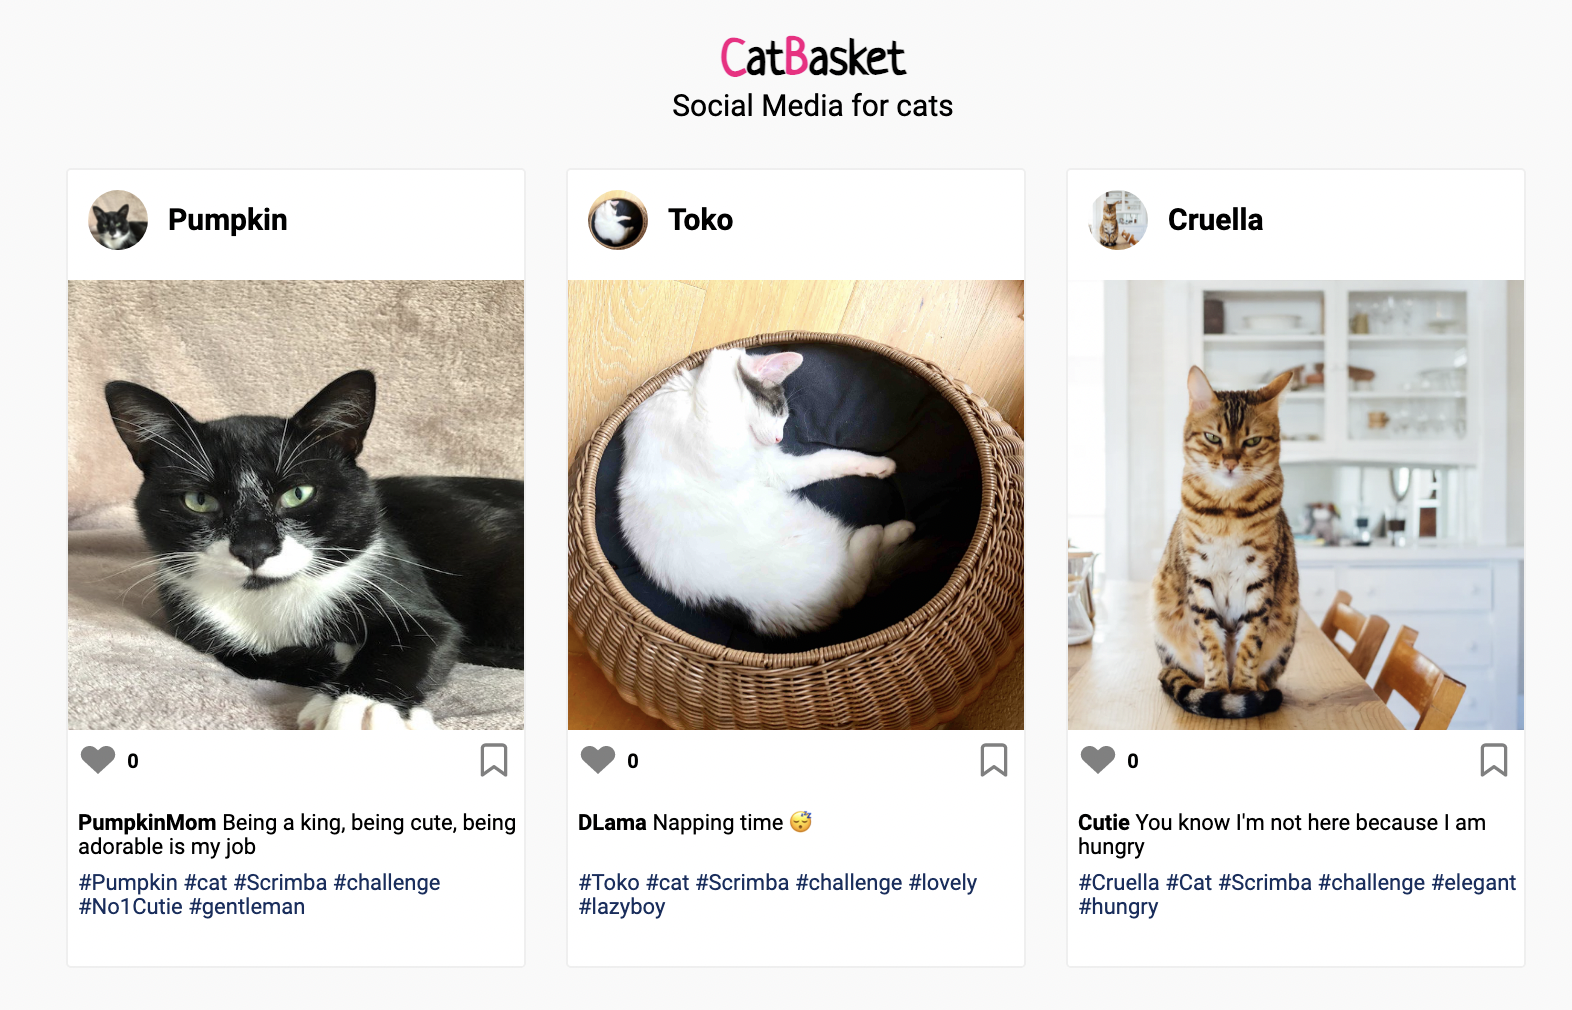 CatBasket
Social Media for cats
Pumpkin
0
PumpkinMom Being a king, being cute, being
adorable is my job
#Pumpkin #cat #Scrimba #challenge
#No1Cutie #gentleman
Toko
0
DLama Napping time 😴
#Toko #cat #Scrimba #challenge #lovely
#lazyboy
Cruella
0
Cutie You know I'm not here because I am
hungry
#Cruella #Cat #Scrimba #challenge #elegant
#hungry